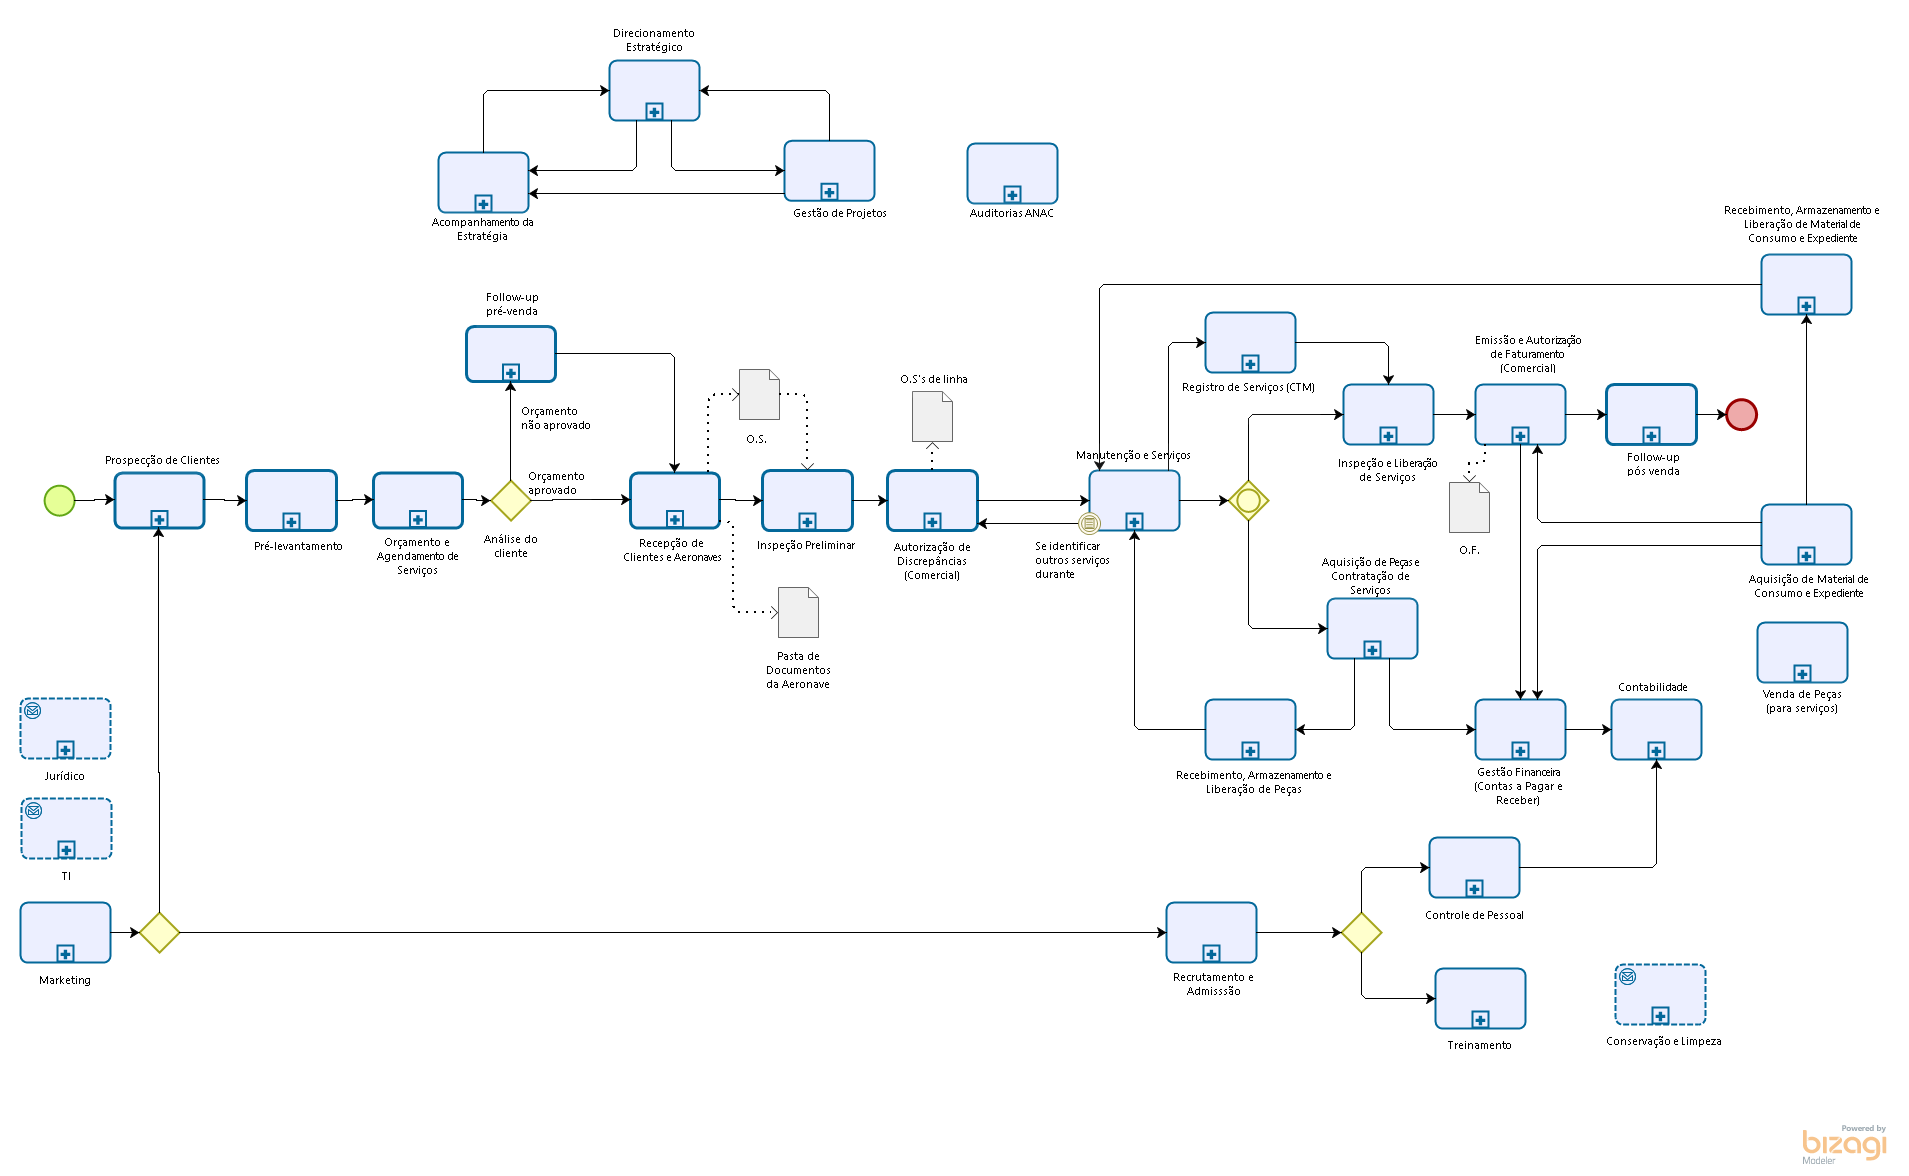 Direcionamento
Estratégico
Acompanhamento da
Estratégia
Gestão de Projetos
Auditorias ANAC
Recebimento, Armazenamento e
Liberação de Material de
Consumo e Expediente
Follow-up
pré-venda
Orçamento
não aprovado
Orçamento
aprovado
Prospecção de Clientes
Pré-levantamento
Orçamento e
Agendamento de
Serviços
Análise do
cliente
O.S.
Recepção de
Clientes e Aeronaves
Inspeção Preliminar
O.S's de linha
Autorização de
Discrepâncias
(Comercial)
Pasta de
Documentos
da Aeronave
Manutenção e Serviços
Se identificar
outros serviços
durante
Registro de Serviços (CTM)
Inspeção e Liberação
de Serviços
Emissão e Autorização
de Faturamento
(Comercial)
Follow-up
pós venda
O.F.
Aquisição de Peças e
Contratação de
Serviços
Aquisição de Material de
Consumo e Expediente
Venda de Peças
(para serviços)
Contabilidade
Recebimento, Armazenamento e
Liberação de Peças
Gestão Financeira
(Contas a Pagar e
Receber)
Jurídico
TI
Marketing
Recrutamento e
Admisssão
Controle de Pessoal
Treinamento
Conservação e Limpeza
Powered by
bizagi
Modeler